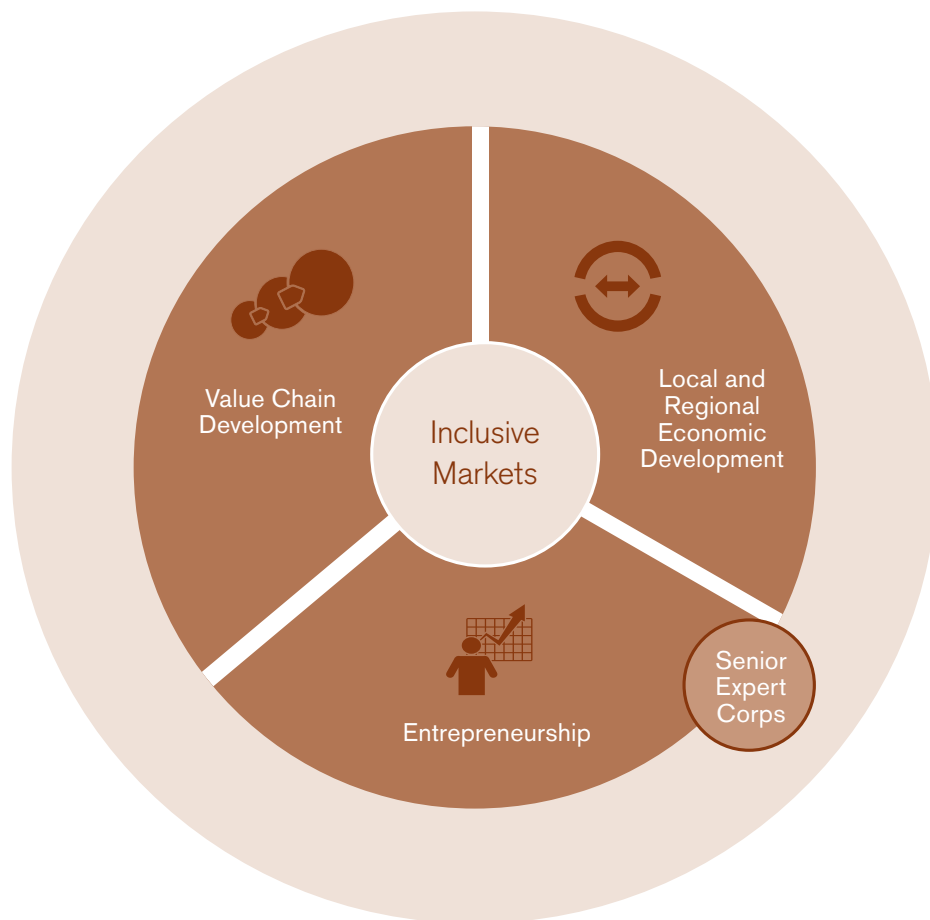 Value Chain
Development
Local and
Regional
Economic
Development
Inclusive
Markets
Entrepreneurship
Senior
Expert
Corps